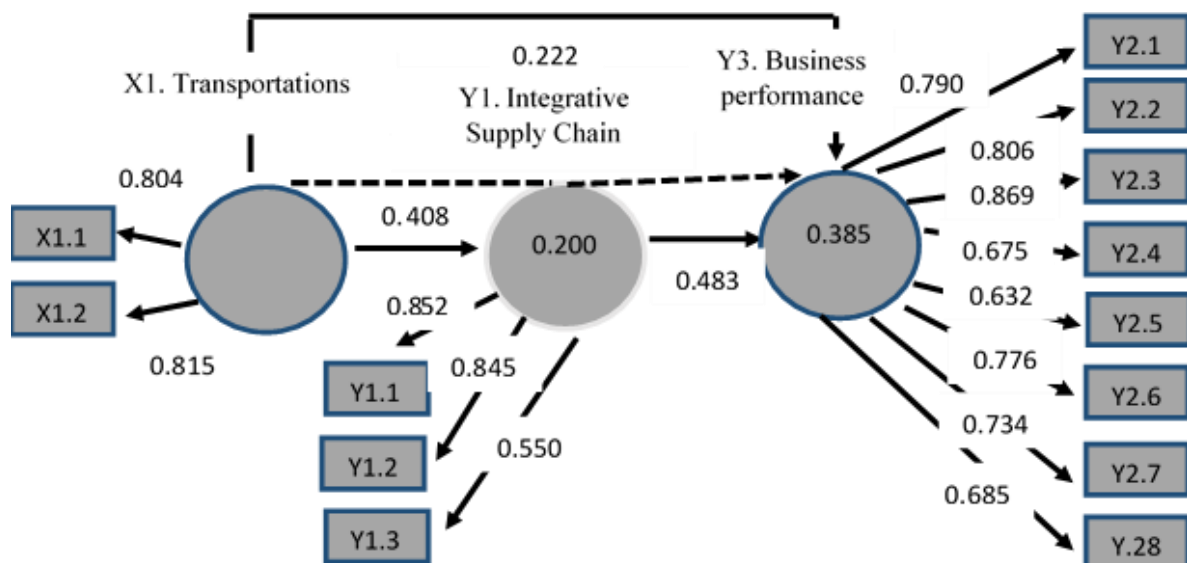 0.222
X1. Transportations
Y1. Integrative
Supply Chain
Y3. Business
performance
0.804
X1.1
X1.2
0.815
0.408
0.200
0.483
0.385
0.852
0.845
0.550
Y1.1
Y1.2
Y1.3
0.790
0.806
0.869
0.675
0.632
0.776
0.734
0.685
Y2.1
Y2.2
Y2.3
Y2.4
Y2.5
Y2.6
Y2.7
Y.28